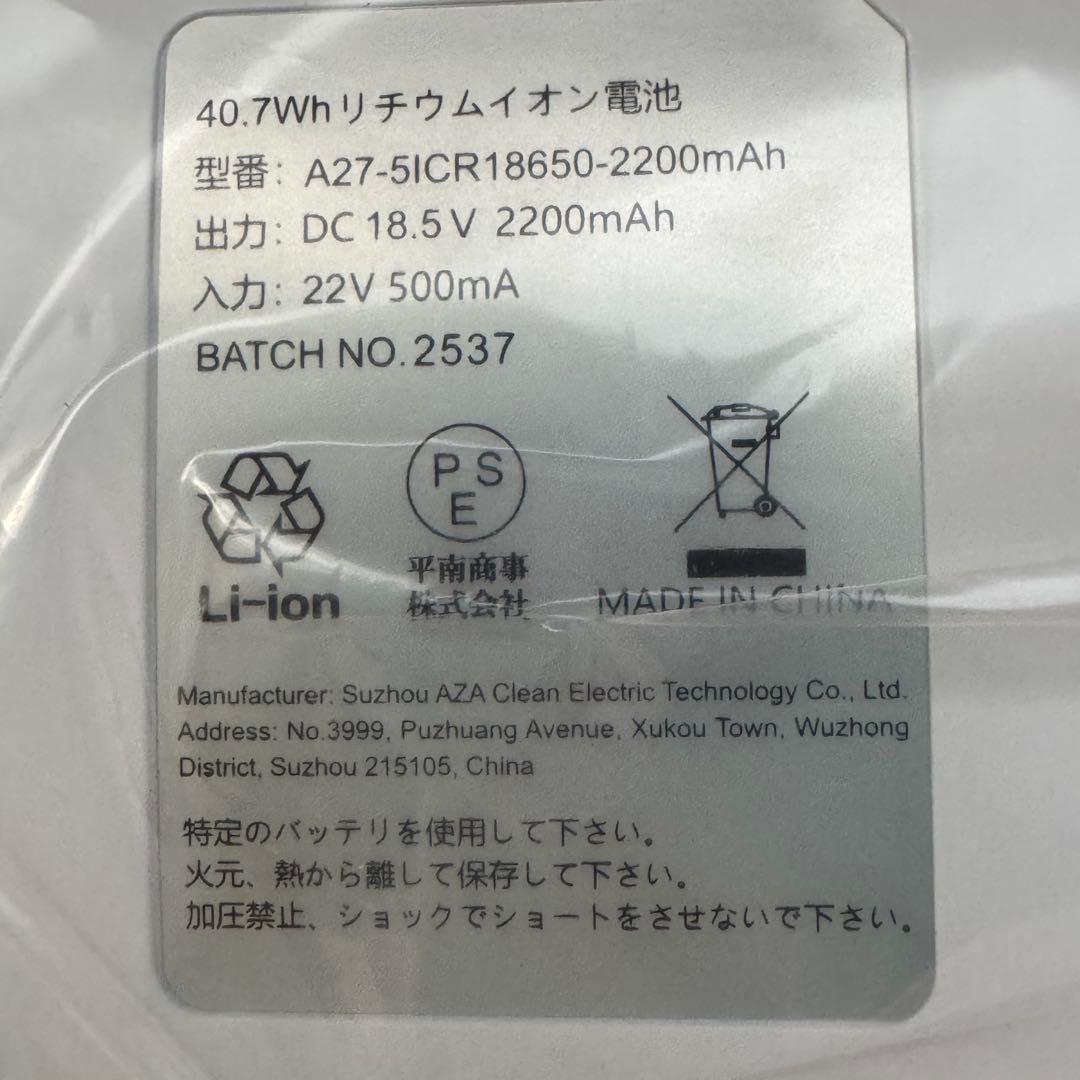 40.7Whリチウムイオン電池
型番: A27-5ICR18650-2200mAh
出力: DC 18.5V 2200mAh
入力: 22V 500mA
BATCH NO. 2537
Li-ion
P S
E
平南商事
株式会社
MADE IN CHINA
Manufacturer: Suzhou AZA Clean Electric Technology Co., Ltd.
Address: No.3999, Puzhuang Avenue, Xukou Town, Wuzhong
District, Suzhou 215105, China
特定のバッテリを使用して下さい。
火元、熱から離して保存して下さい。
加圧禁止、ショックでショートをさせないで下さい。